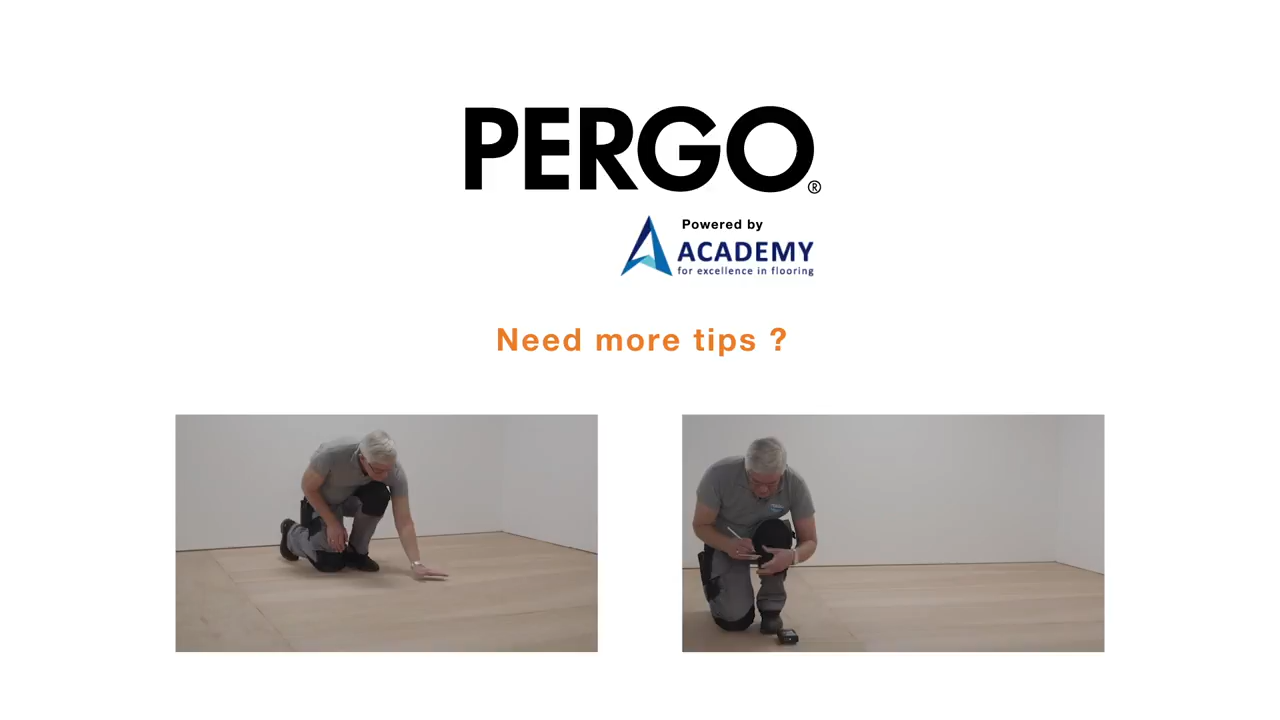 PERGO®
Powered by
ACADEMY
for excellence in flooring
Need more tips ?